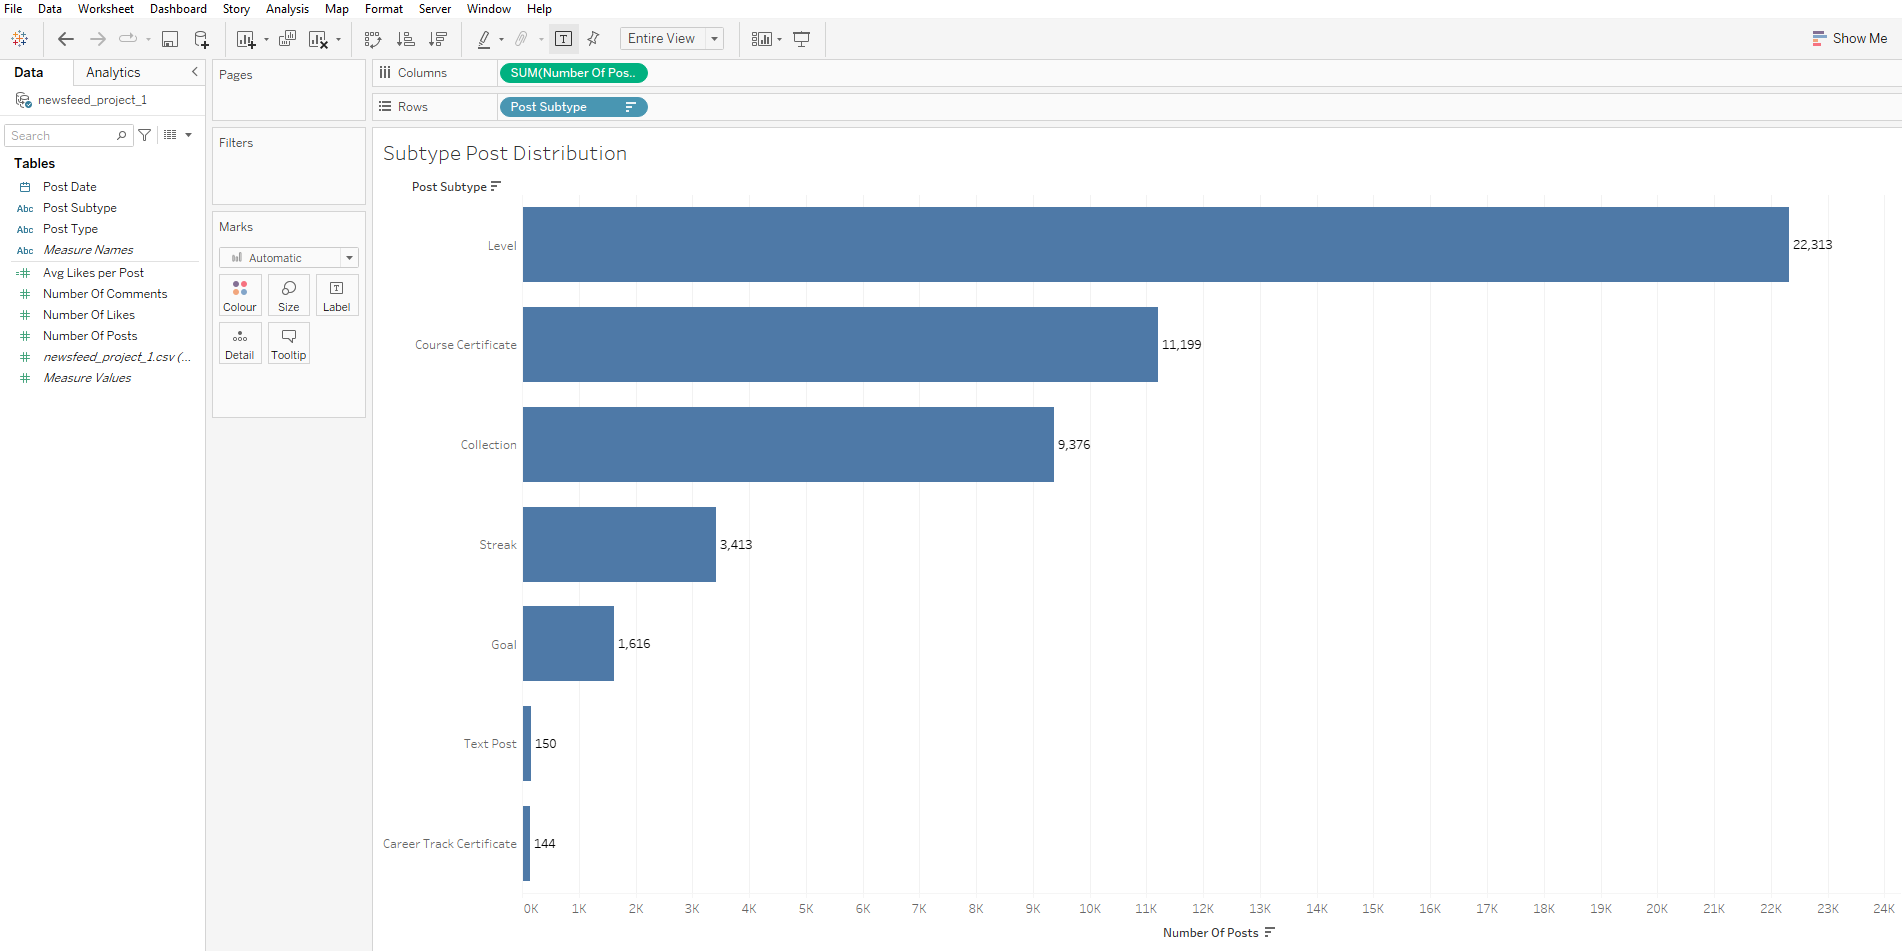 File Data Worksheet Dashboard Story Analysis Map Format Server Window Help
Entire View
Show Me
Data Analytics
newsfeed_project_1
Search
Tables
Post Date
Abc Post Subtype
Abc Post Type
Abc Measure Names
Avg Likes per Post
Number Of Comments
Number Of Likes
Number Of Posts
newsfeed_project_1.csv (...
Measure Values
Pages
Filters
Marks
Automatic
Colour Size Label
Detail Tooltip
Columns SUM(Number Of Pos..
Rows Post Subtype
Subtype Post Distribution
Post Subtype
Level 22,313
Course Certificate 11,199
Collection 9,376
Streak 3,413
Goal 1,616
Text Post 150
Career Track Certificate 144
0K 1K 2K 3K 4K 5K 6K 7K 8K 9K 10K 11K 12K 13K 14K 15K 16K 17K 18K 19K 20K 21K 22K 23K 24K
Number Of Posts